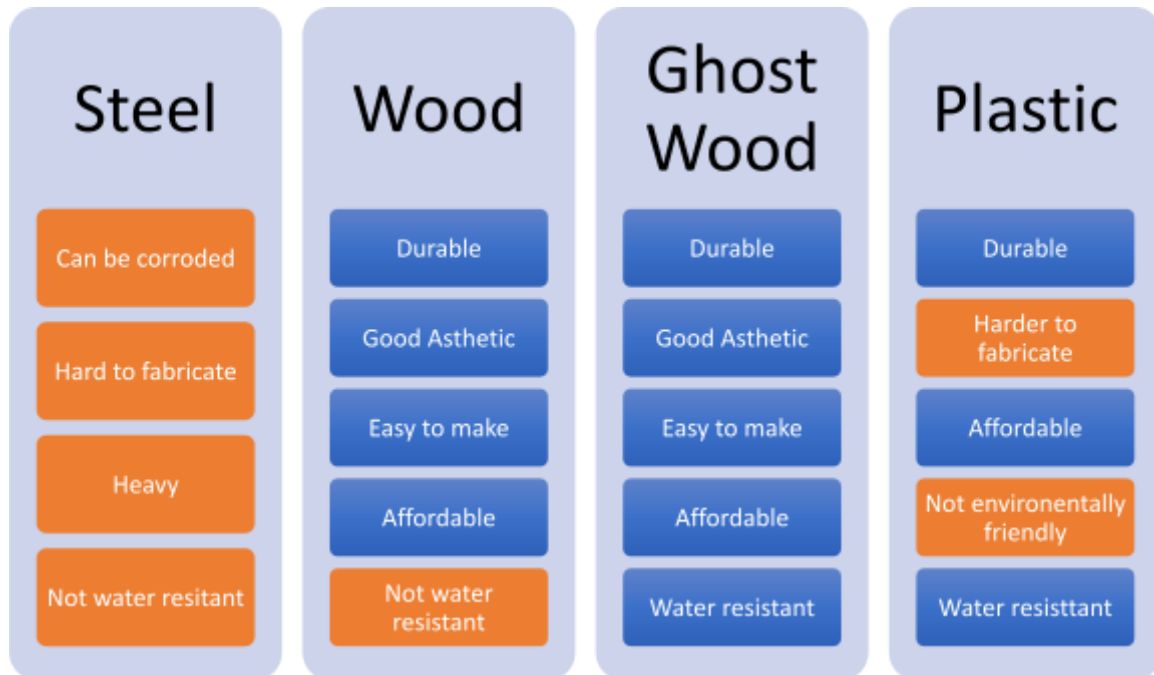 Steel
Can be corroded
Hard to fabricate
Heavy
Not water resitant
Wood
Durable
Good Asthetic
Easy to make
Affordable
Not water
resistant
Ghost
Wood
Durable
Good Asthetic
Easy to make
Affordable
Water resistant
Plastic
Durable
Harder to
fabricate
Affordable
Not environentally
friendly
Water resisttant